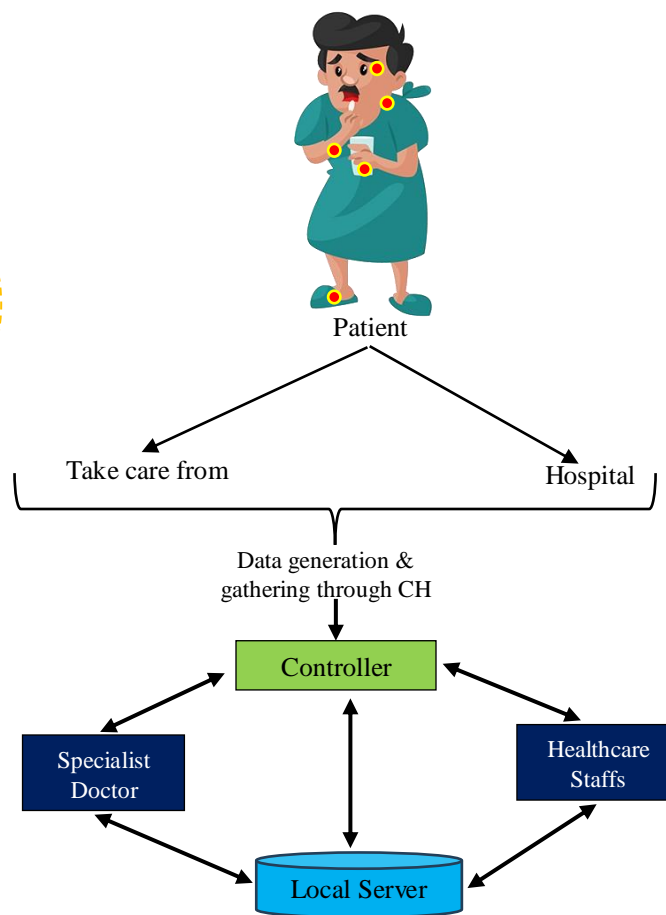 Patient
Take care from
Hospital
Data generation &
gathering through CH
Controller
Specialist
Doctor
Healthcare
Staffs
Local Server